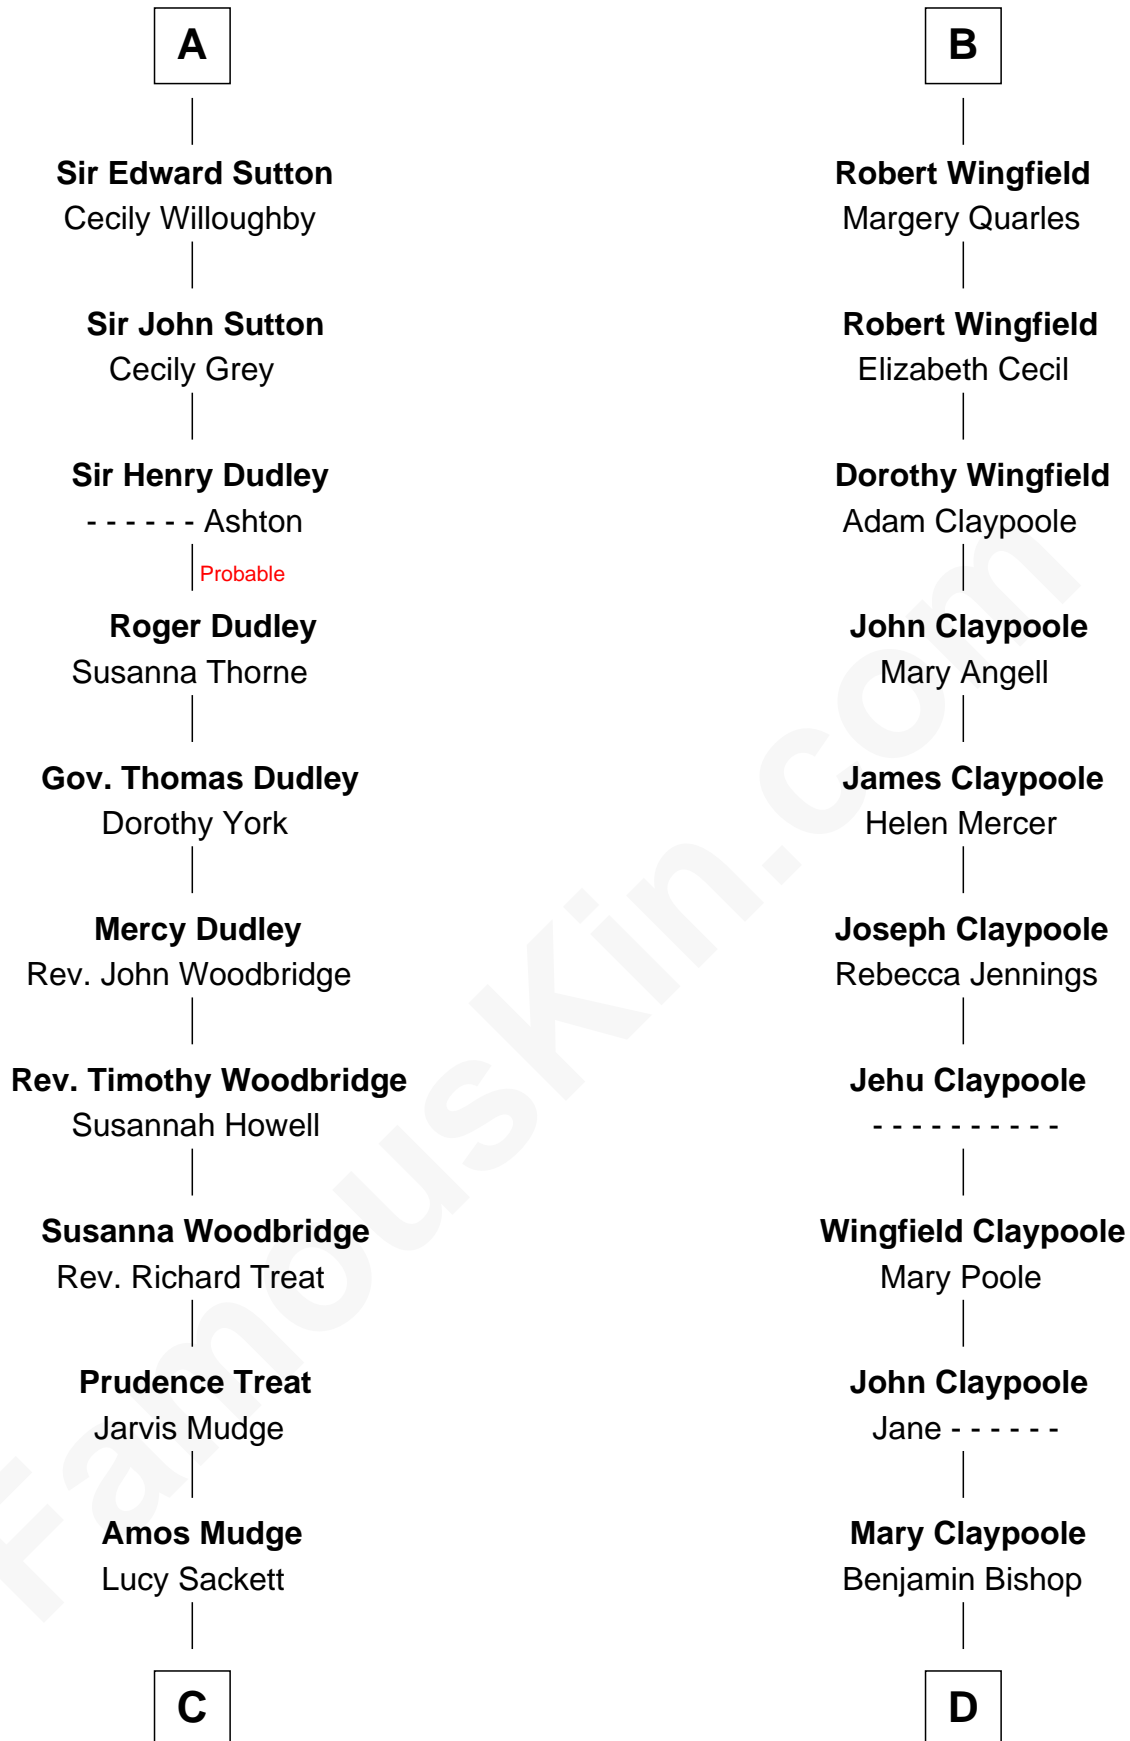 A
Sir Edward Sutton
Cecily Willoughby
Sir John Sutton
Cecily Grey
Sir Henry Dudley
- - - - - - Ashton
Probable
Roger Dudley
Susanna Thorne
Gov. Thomas Dudley
Dorothy York
Mercy Dudley
Rev. John Woodbridge
Rev. Timothy Woodbridge
Susannah Howell
Susanna Woodbridge
Rev. Richard Treat
Prudence Treat
Jarvis Mudge
Amos Mudge
Lucy Sackett
C
B
Robert Wingfield
Margery Quarles
Robert Wingfield
Elizabeth Cecil
Dorothy Wingfield
Adam Claypoole
John Claypoole
Mary Angell
James Claypoole
Helen Mercer
Joseph Claypoole
Rebecca Jennings
Jehu Claypoole
- - - - - - - - - -
Wingfield Claypoole
Mary Poole
John Claypoole
Jane - - - - - -
Mary Claypoole
Benjamin Bishop
D
FamousKin.com